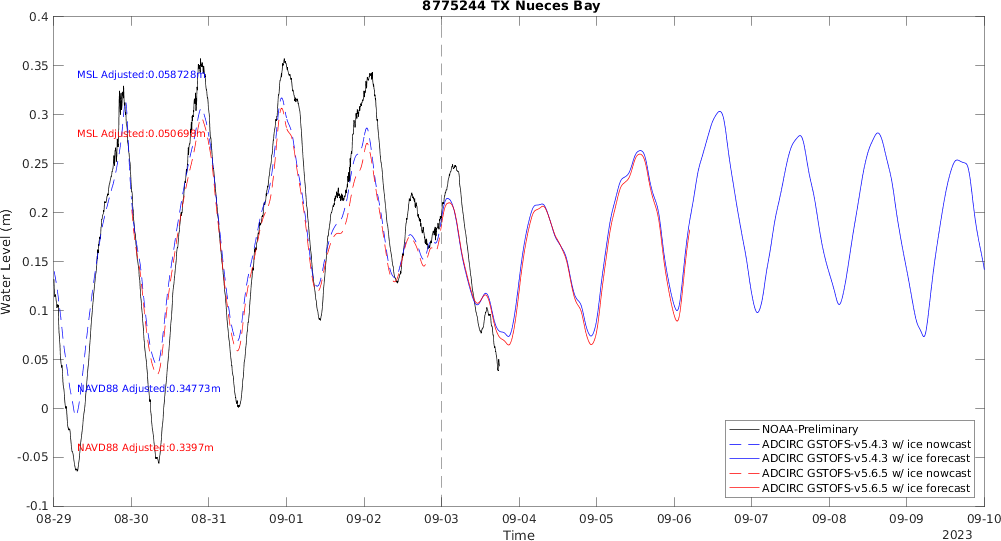 8775244 TX Nueces Bay
0.4
0.35
0.3
0.25
0.2
0.15
0.1
0.05
0
-0.05
-0.1
Water Level (m)
MSL Adjusted:0.058728m
MSL Adjusted:0.050699m
NAVD88 Adjusted:0.34773m
NAVD88 Adjusted:0.3397m
NOAA-Preliminary
ADCIRC GSTOFS-v5.4.3 w/ ice nowcast
ADCIRC GSTOFS-v5.4.3 w/ ice forecast
ADCIRC GSTOFS-v5.6.5 w/ ice nowcast
ADCIRC GSTOFS-v5.6.5 w/ ice forecast
08-29 08-30 08-31 09-01 09-02 09-03 09-04 09-05 09-06 09-07 09-08 09-09 09-10
Time
2023